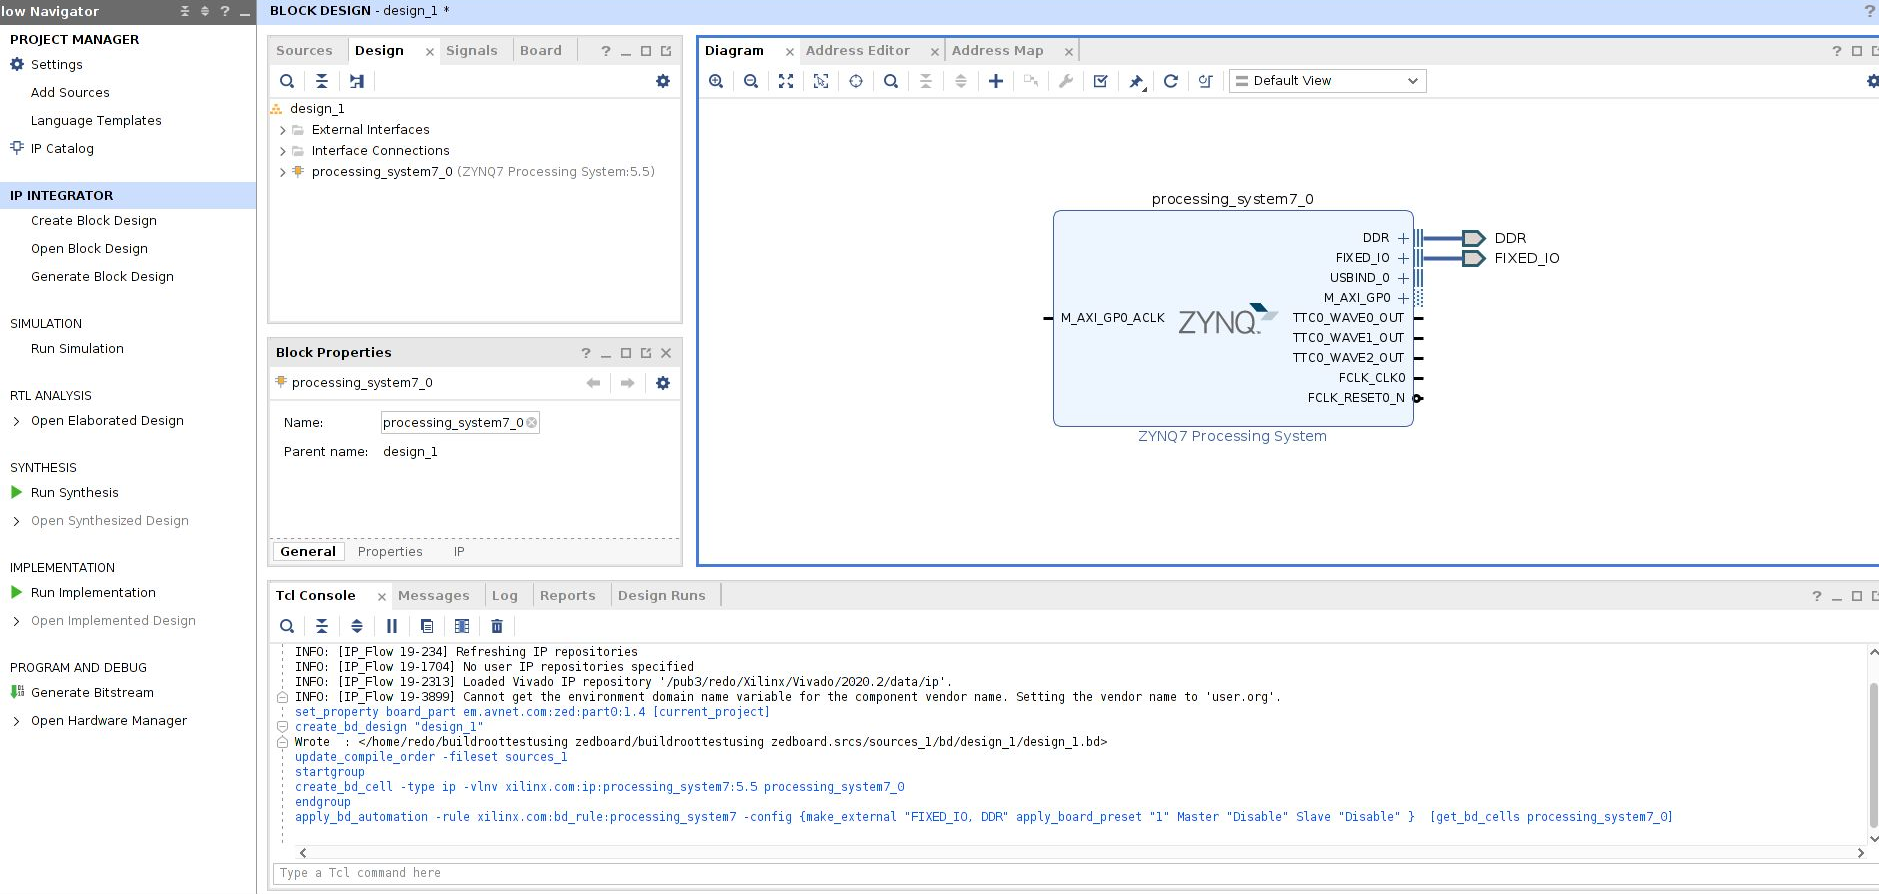 low Navigator
?
PROJECT MANAGER
Settings
Add Sources
Language Templates
IP Catalog
IP INTEGRATOR
Create Block Design
Open Block Design
Generate Block Design
SIMULATION
Run Simulation
RTL ANALYSIS
Open Elaborated Design
SYNTHESIS
Run Synthesis
Open Synthesized Design
IMPLEMENTATION
Run Implementation
Open Implemented Design
PROGRAM AND DEBUG
Generate Bitstream
Open Hardware Manager
BLOCK DESIGN - design_1 *
?
Sources Design Signals Board ?
design_1
External Interfaces
Interface Connections
processing_system7_0 (ZYNQ7 Processing System:5.5)
Block Properties ?
processing_system7_0
Name: processing_system7_0
Parent name: design_1
General Properties IP
Diagram Address Editor Address Map ?
Default View
processing_system7_0
DDR
FIXED_IO
USBIND_0
M_AXI_GP0
M_AXI_GP0_ACLK
ZYNQ
TTC0_WAVE0_OUT
TTC0_WAVE1_OUT
TTC0_WAVE2_OUT
FCLK_CLK0
FCLK_RESET0_N
DDR
FIXED_IO
ZYNQ7 Processing System
Tcl Console Messages Log Reports Design Runs ?
INFO: [IP_Flow 19-234] Refreshing IP repositories
INFO: [IP_Flow 19-1704] No user IP repositories specified
INFO: [IP_Flow 19-2313] Loaded Vivado IP repository '/pub3/redo/Xilinx/Vivado/2020.2/data/ip'.
INFO: [IP_Flow 19-3899] Cannot get the environment domain name variable for the component vendor name. Setting the vendor name to 'user.org'.
set_property board_part em.avnet.com:zed:part0:1.4 [current_project]
create_bd_design "design_1"
Wrote  : </home/redo/buildroottestusing zedboard/buildroottestusing zedboard.srcs/sources_1/bd/design_1/design_1.bd>
update_compile_order -fileset sources_1
startgroup
create_bd_cell -type ip -vlnv xilinx.com:ip:processing_system7:5.5 processing_system7_0
endgroup
apply_bd_automation -rule xilinx.com:bd_rule:processing_system7 -config {make_external "FIXED_IO, DDR" apply_board_preset "1" Master "Disable" Slave "Disable" }  [get_bd_cells processing_system7_0]
Type a Tcl command here